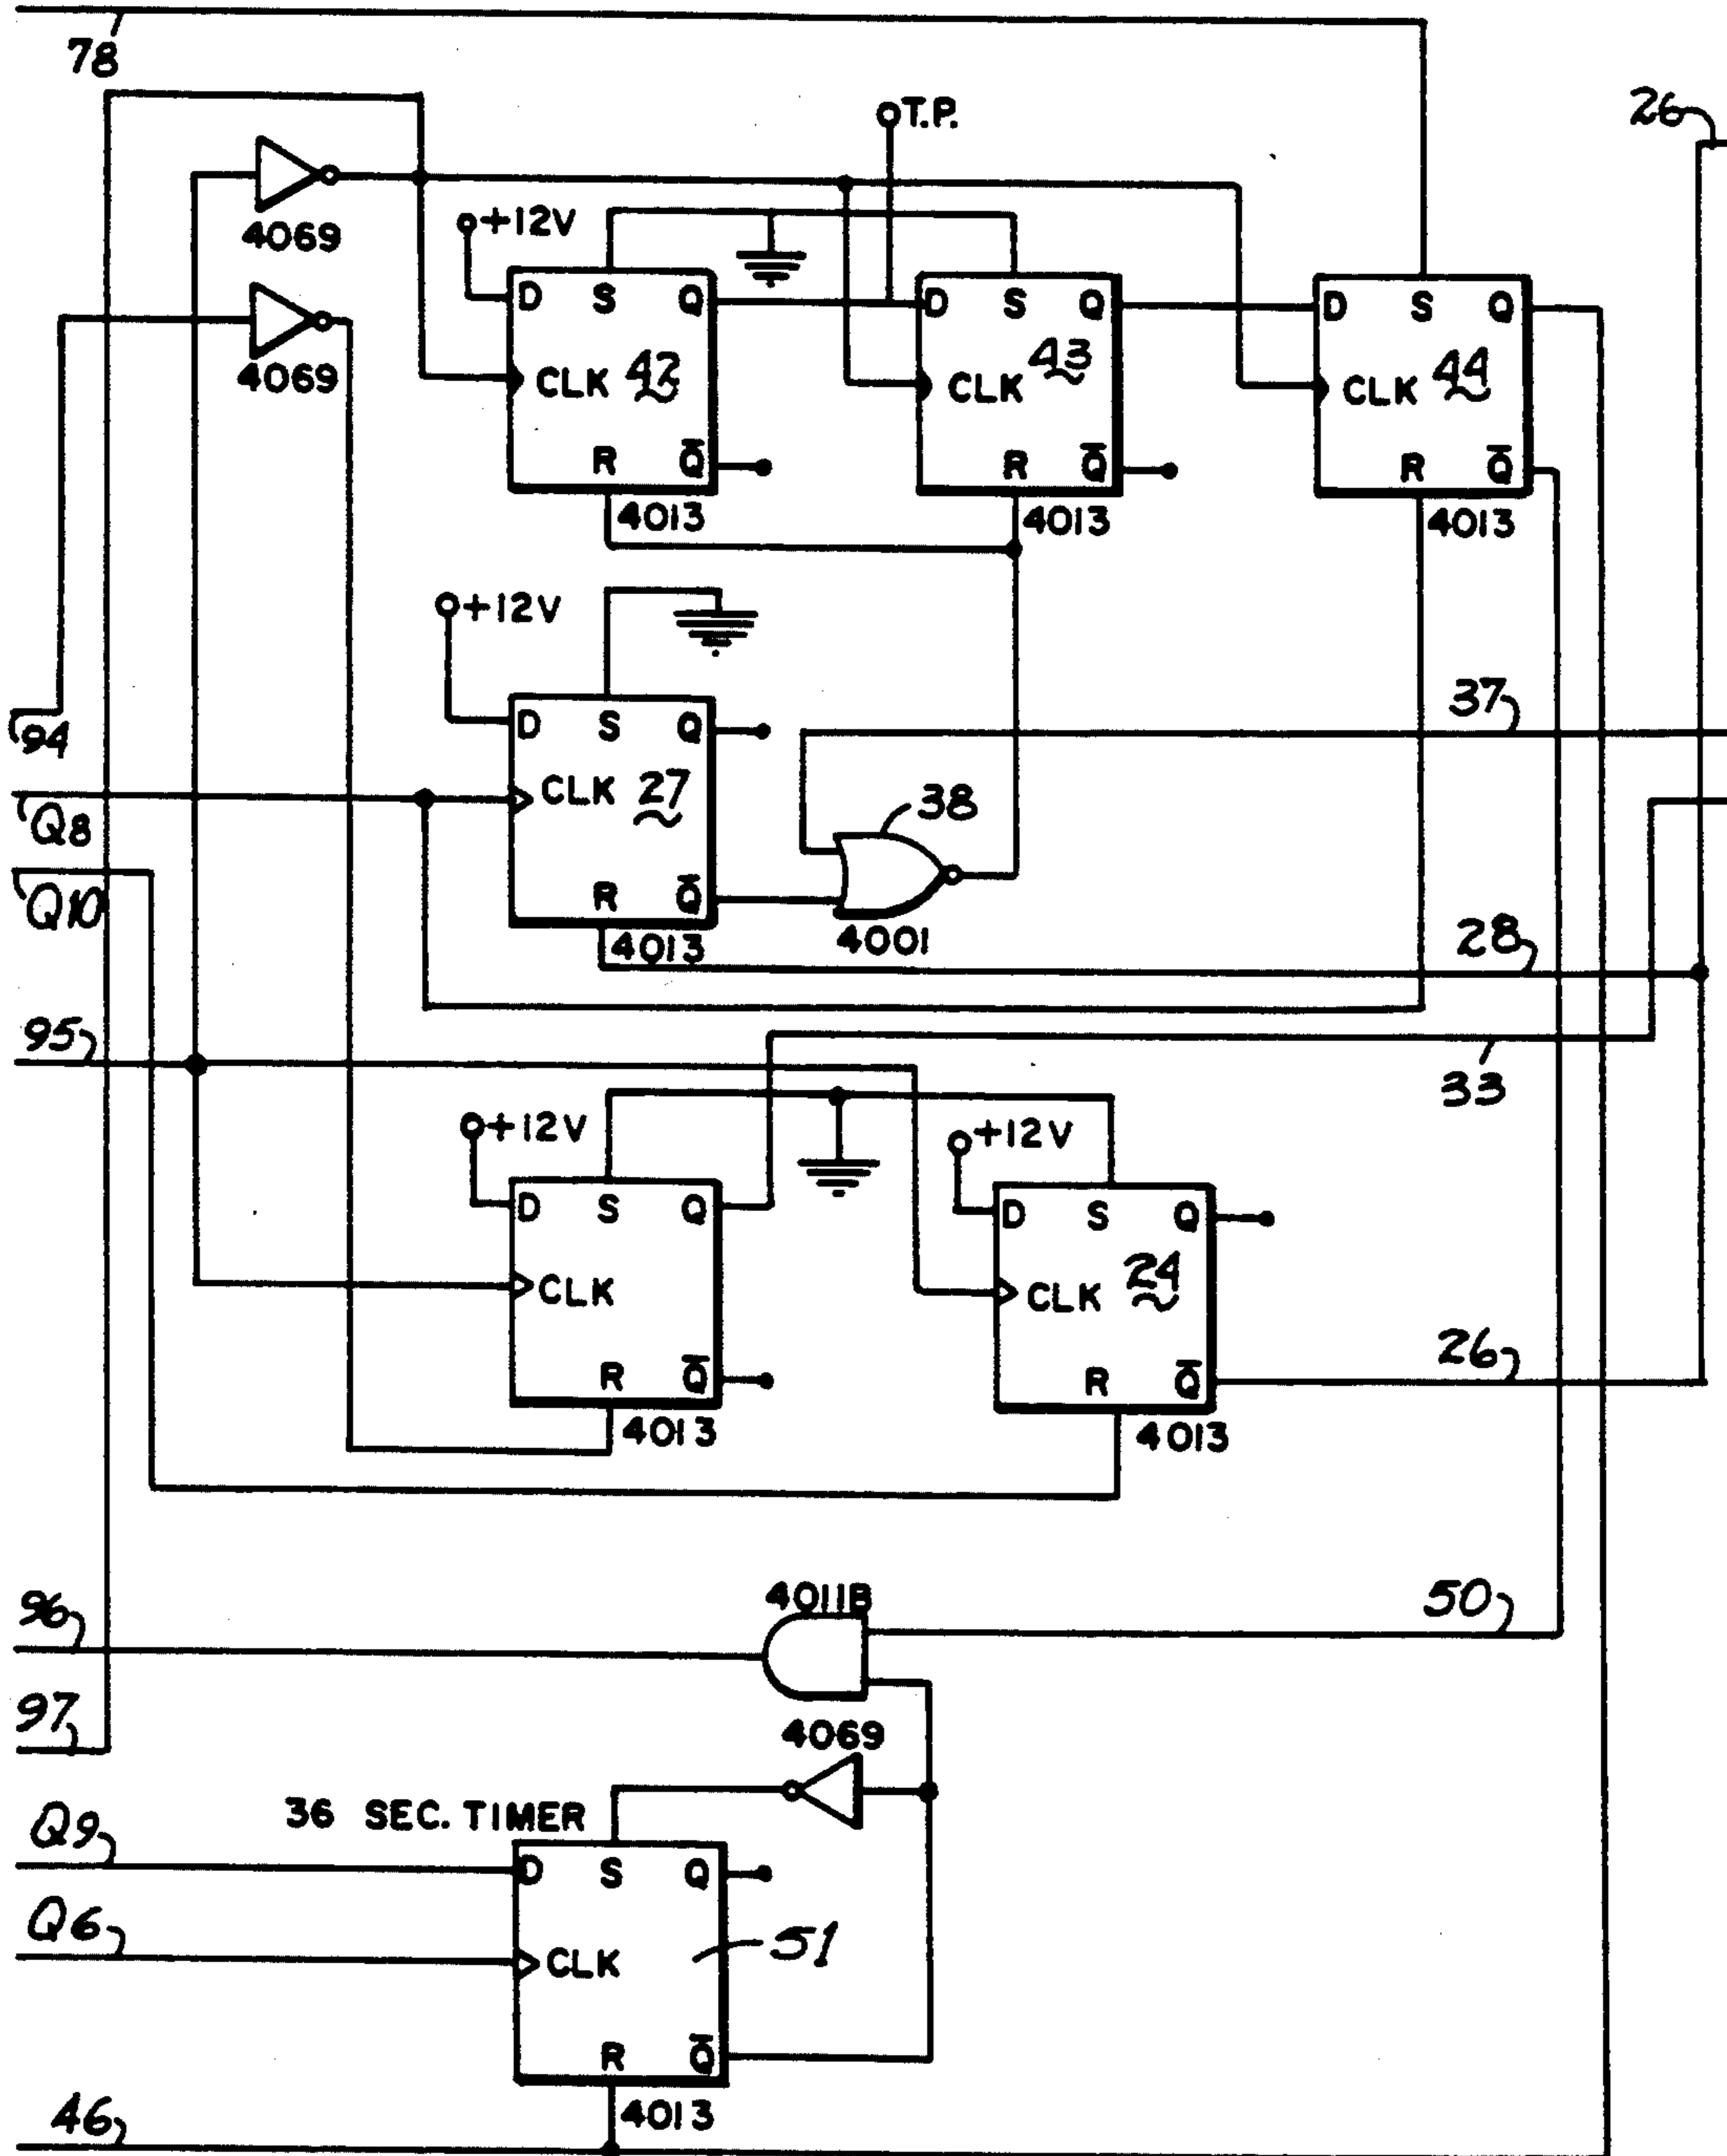 78
26
T.P.
4069
+12V
D S Q
D S Q
D S Q
4069
CLK 42
CLK 43
CLK 44
R Q̅
R Q̅
R Q̅
4013
4013
4013
+12V
37
94
D S Q
Q8
CLK 27
38
Q10
R Q̅
4013
4001
28
95
33
+12V
+12V
D S Q
D S Q
CLK
CLK 24
26
R Q̅
R Q̅
4013
4013
96
4011B
50
97
4069
36 SEC. TIMER
Q9
D S Q
Q6
CLK
51
R Q̅
46
4013